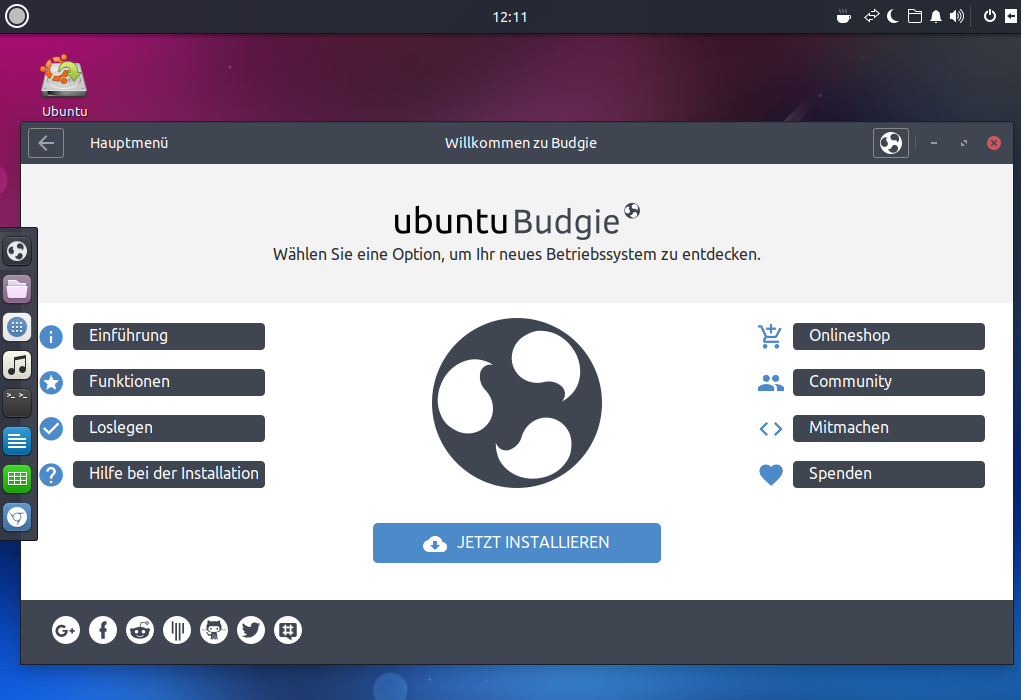 12:11
Ubuntu
Hauptmenü
Willkommen zu Budgie
ubuntu Budgie
Wählen Sie eine Option, um Ihr neues Betriebssystem zu entdecken.
Einführung
Onlineshop
Funktionen
Community
Loslegen
Mitmachen
Hilfe bei der Installation
Spenden
JETZT INSTALLIEREN